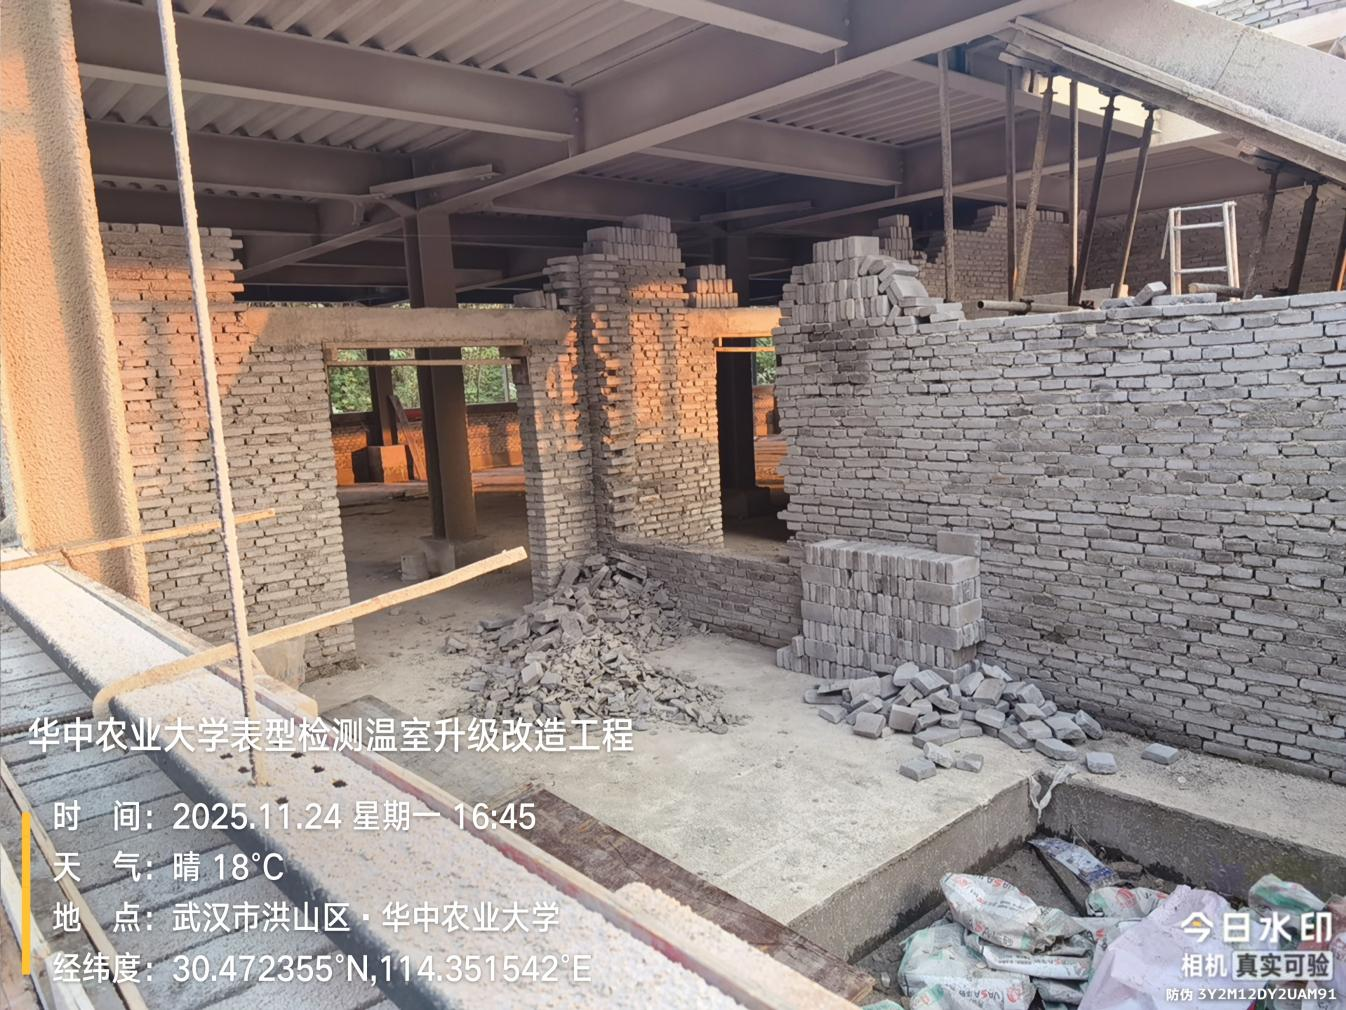 华中农业大学表型检测温室升级改造工程
时 间：2025.11.24 星期一 16:45
天 气：晴 18℃
地 点：武汉市洪山区·华中农业大学
经纬度：30.472355°N,114.351542°E
今日水印
相机 真实可验
防伪 3Y2M12DY2UAM91